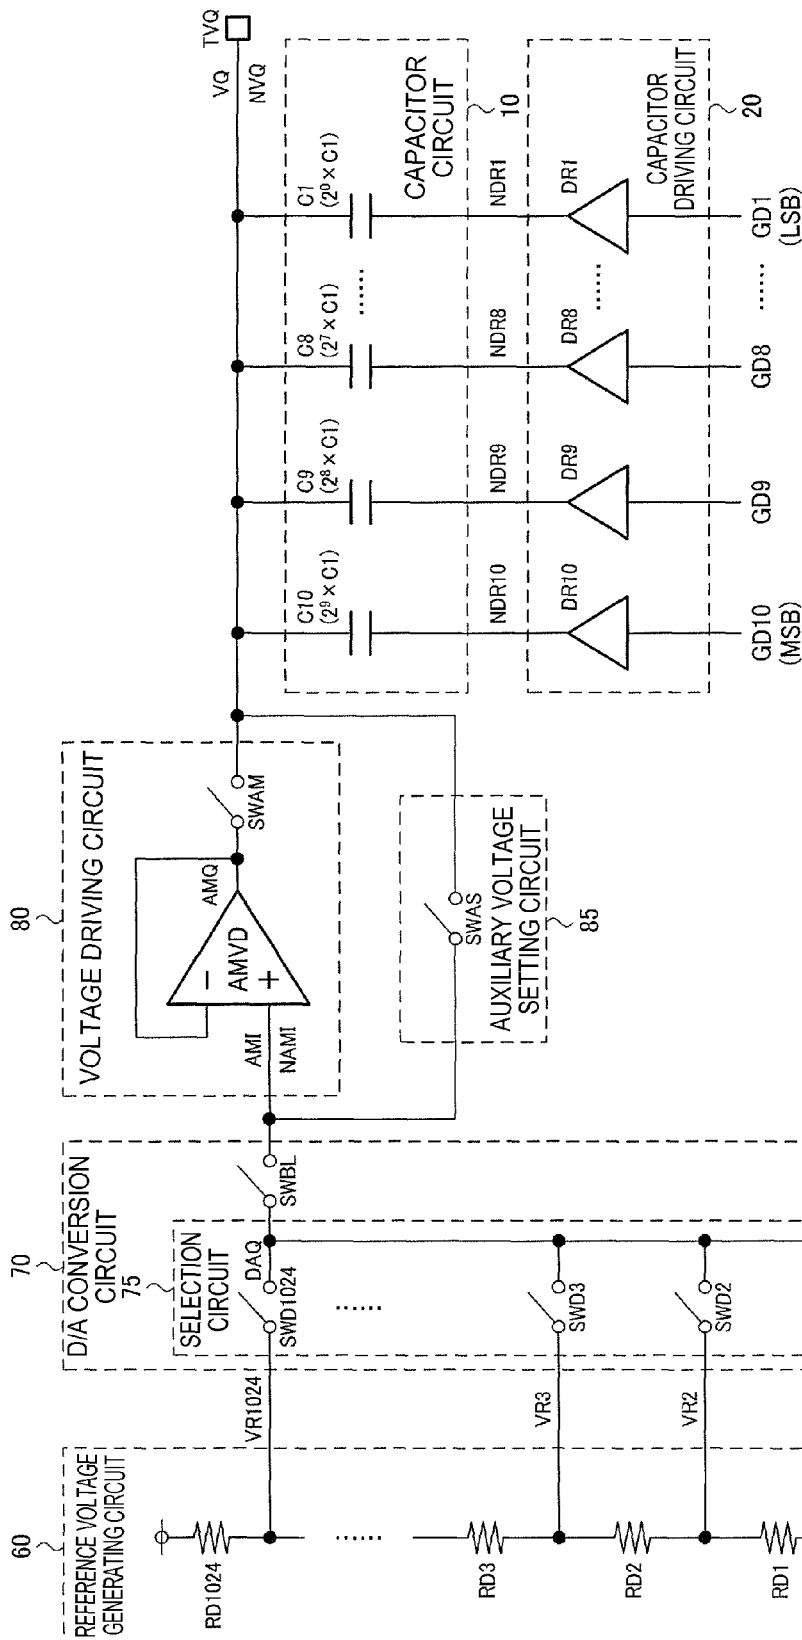 60
REFERENCE VOLTAGE
GENERATING CIRCUIT
RD1024
......
RD3
RD2
RD1
VR1024
VR3
VR2
70
D/A CONVERSION
CIRCUIT
75
SELECTION
CIRCUIT
DAQ
SWD1024
......
SWD3
SWD2
SWBL
80
VOLTAGE DRIVING CIRCUIT
AMI
NAMI
−
AMVD
+
AMQ
SWAM
SWAS
AUXILIARY VOLTAGE
SETTING CIRCUIT
85
VQ
NVQ
TVQ
C10
(2⁹ × C1)
C9
(2⁸ × C1)
C8
(2⁷ × C1)
......
C1
(2⁰ × C1)
CAPACITOR
CIRCUIT
10
NDR10
NDR9
NDR8
NDR1
DR10
DR9
DR8
......
DR1
CAPACITOR
DRIVING CIRCUIT
20
GD10
(MSB)
GD9
GD8
......
GD1
(LSB)